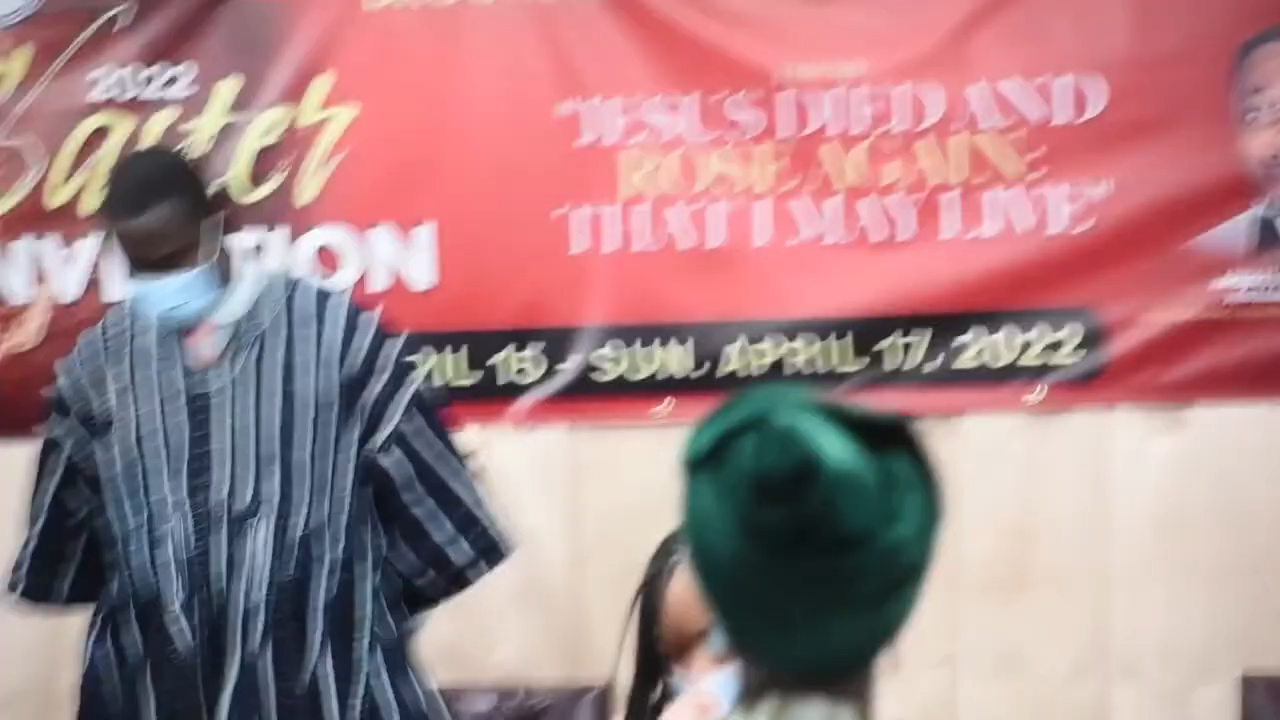 2022
Easter
"JESUS DIED AND
ROSE AGAIN
THAT I MAY LIVE"
15 - SUN. APRIL 17, 2022